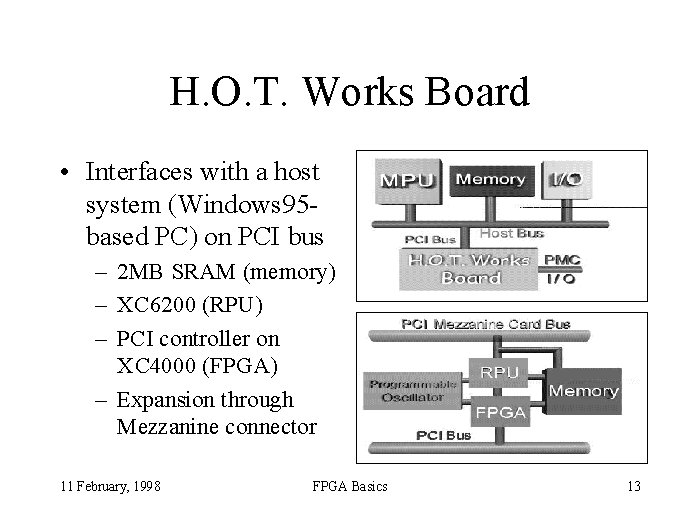 H.O.T. Works Board
• Interfaces with a host
system (Windows95-
based PC) on PCI bus
– 2MB SRAM (memory)
– XC6200 (RPU)
– PCI controller on
XC4000 (FPGA)
– Expansion through
Mezzanine connector
MPU
Memory
I/O
PCI Bus
Host Bus
H.O.T. Works
Board
PMC
I/O
PCI Mezzanine Card Bus
RPU
Programmable
Oscillator
Memory
FPGA
PCI Bus
11 February, 1998
FPGA Basics
13